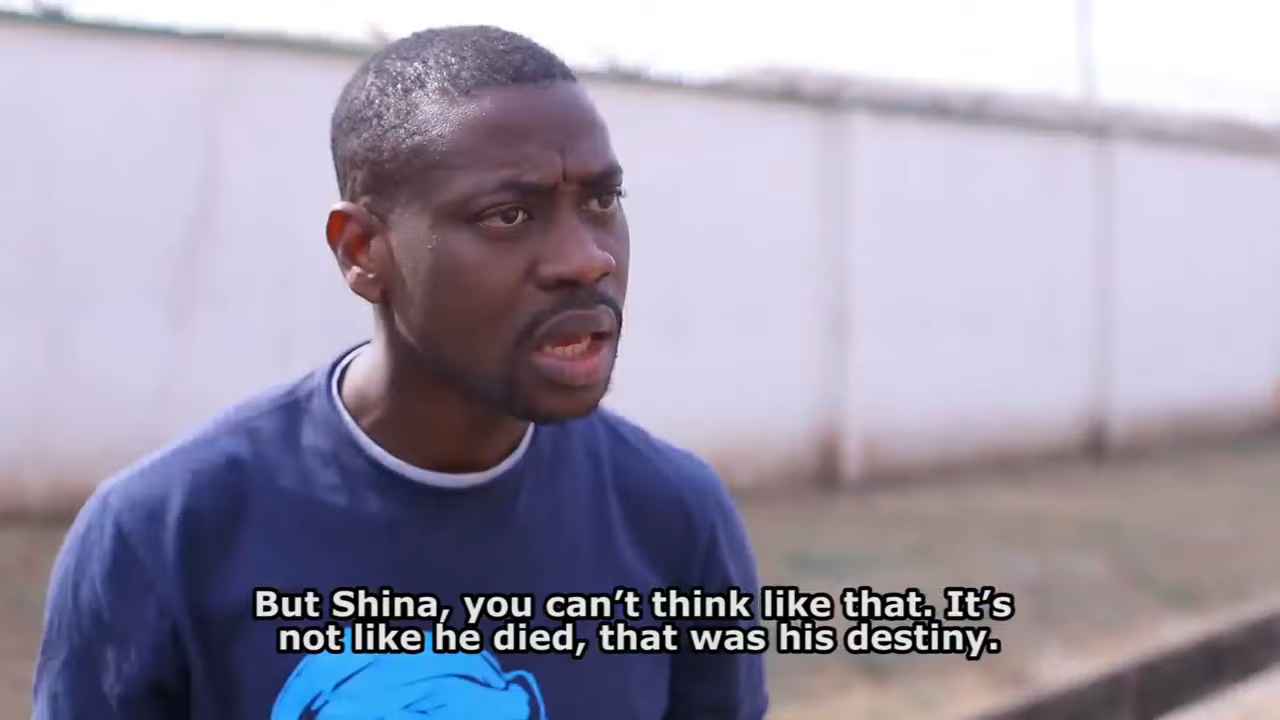 But Shina, you can't think like that. It's
not like he died, that was his destiny.